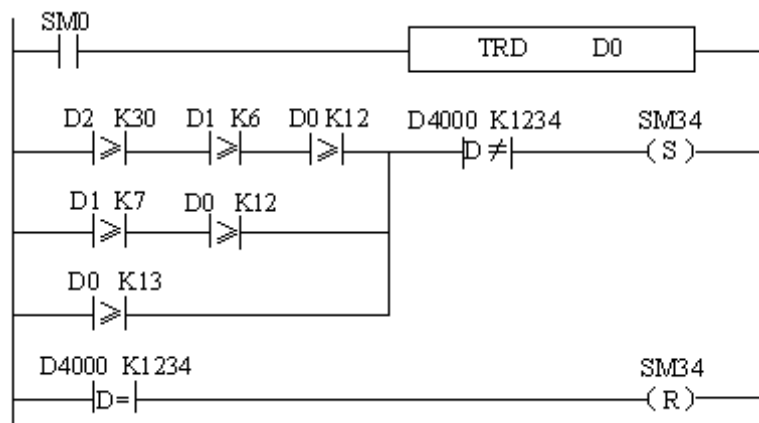 SM0
TRD D0
D2 K30 D1 K6 D0 K12 D4000 K1234 SM34
≥ ≥ ≥ D ≠ (S)
D1 K7 D0 K12
≥ ≥
D0 K13
≥
D4000 K1234 SM34
D= (R)